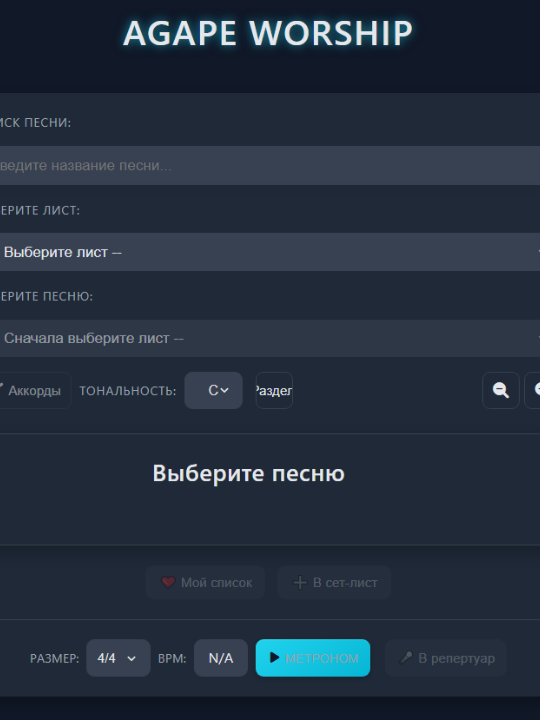 AGAPE WORSHIP
ИСК ПЕСНИ:
ведите название песни...
ЕРИТЕ ЛИСТ:
Выберите лист --
ЕРИТЕ ПЕСНЮ:
Сначала выберите лист --
Аккорды ТОНАЛЬНОСТЬ: C Раздел
Выберите песню
Мой список В сет-лист
РАЗМЕР: 4/4 BPM: N/A МЕТРОНОМ В репертуар